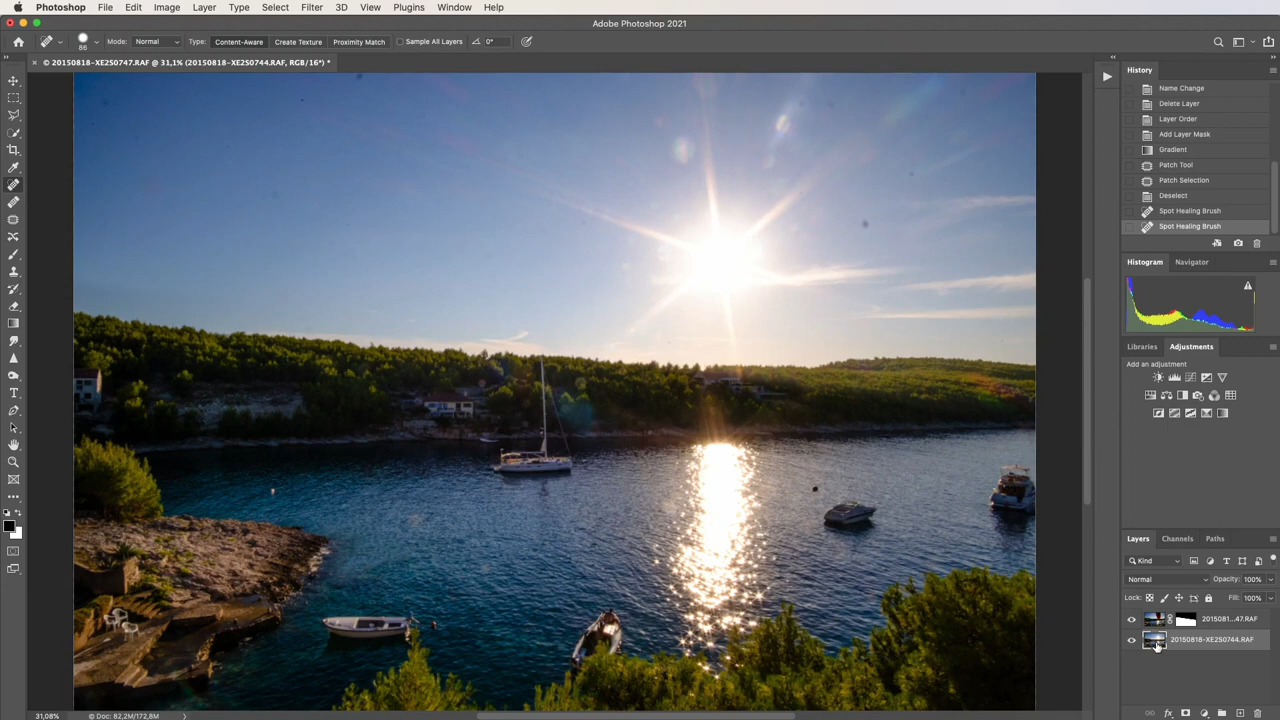 Photoshop File Edit Image Layer Type Select Filter 3D View Plugins Window Help
Adobe Photoshop 2021
86 Mode: Normal Type: Content-Aware Create Texture Proximity Match Sample All Layers 0°
© 20150818-XE2S0747.RAF @ 31,1% (20150818-XE2S0744.RAF, RGB/16*) *
History
Name Change
Delete Layer
Layer Order
Add Layer Mask
Gradient
Patch Tool
Patch Selection
Deselect
Spot Healing Brush
Spot Healing Brush
Histogram Navigator
Libraries Adjustments
Add an adjustment
Layers Channels Paths
Kind
Normal Opacity: 100%
Lock: Fill: 100%
2015081...47.RAF
20150818-XE2S0744.RAF
31,08% Doc: 82,2M/172,8M